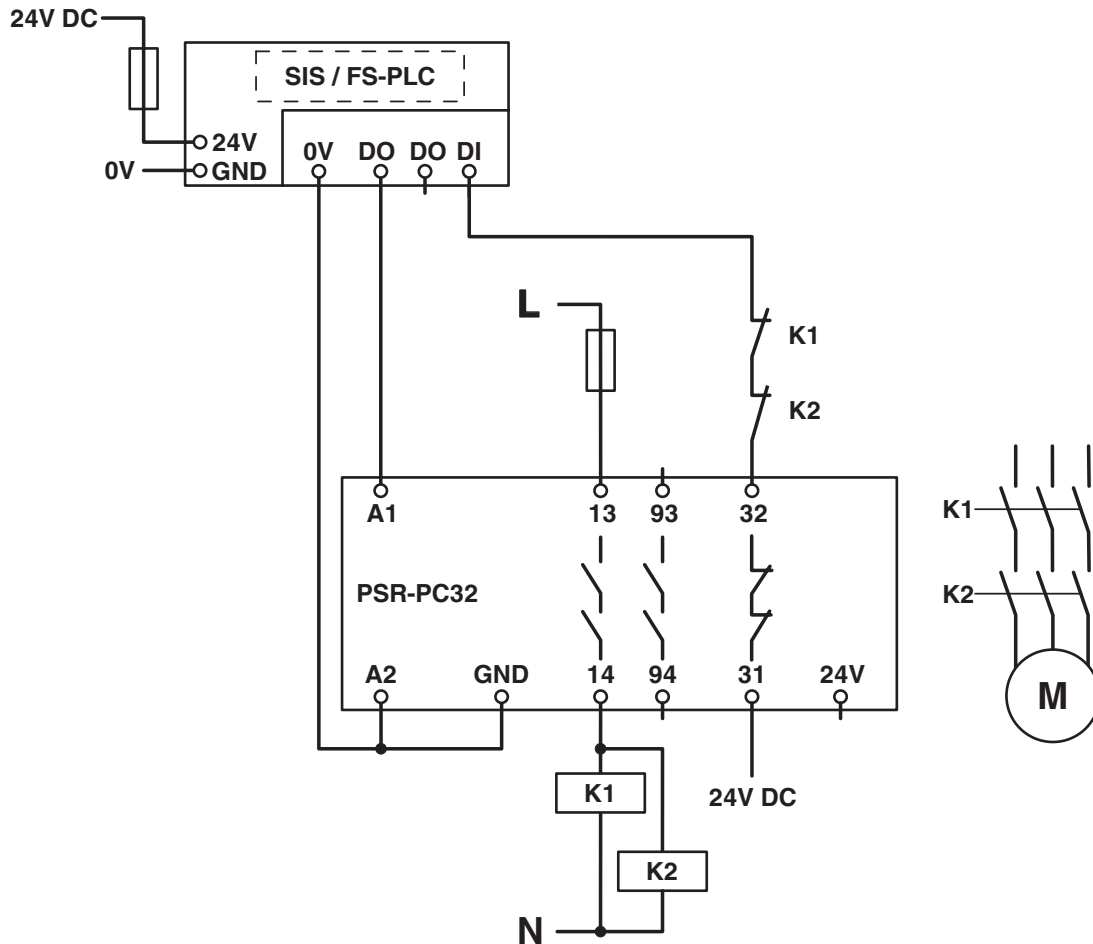 24V DC
SIS / FS-PLC
24V
0V
GND
0V DO DO DI
L
K1
K2
A1 13 93 32
PSR-PC32
A2 GND 14 94 31 24V
K1
K2
M
K1
24V DC
K2
N